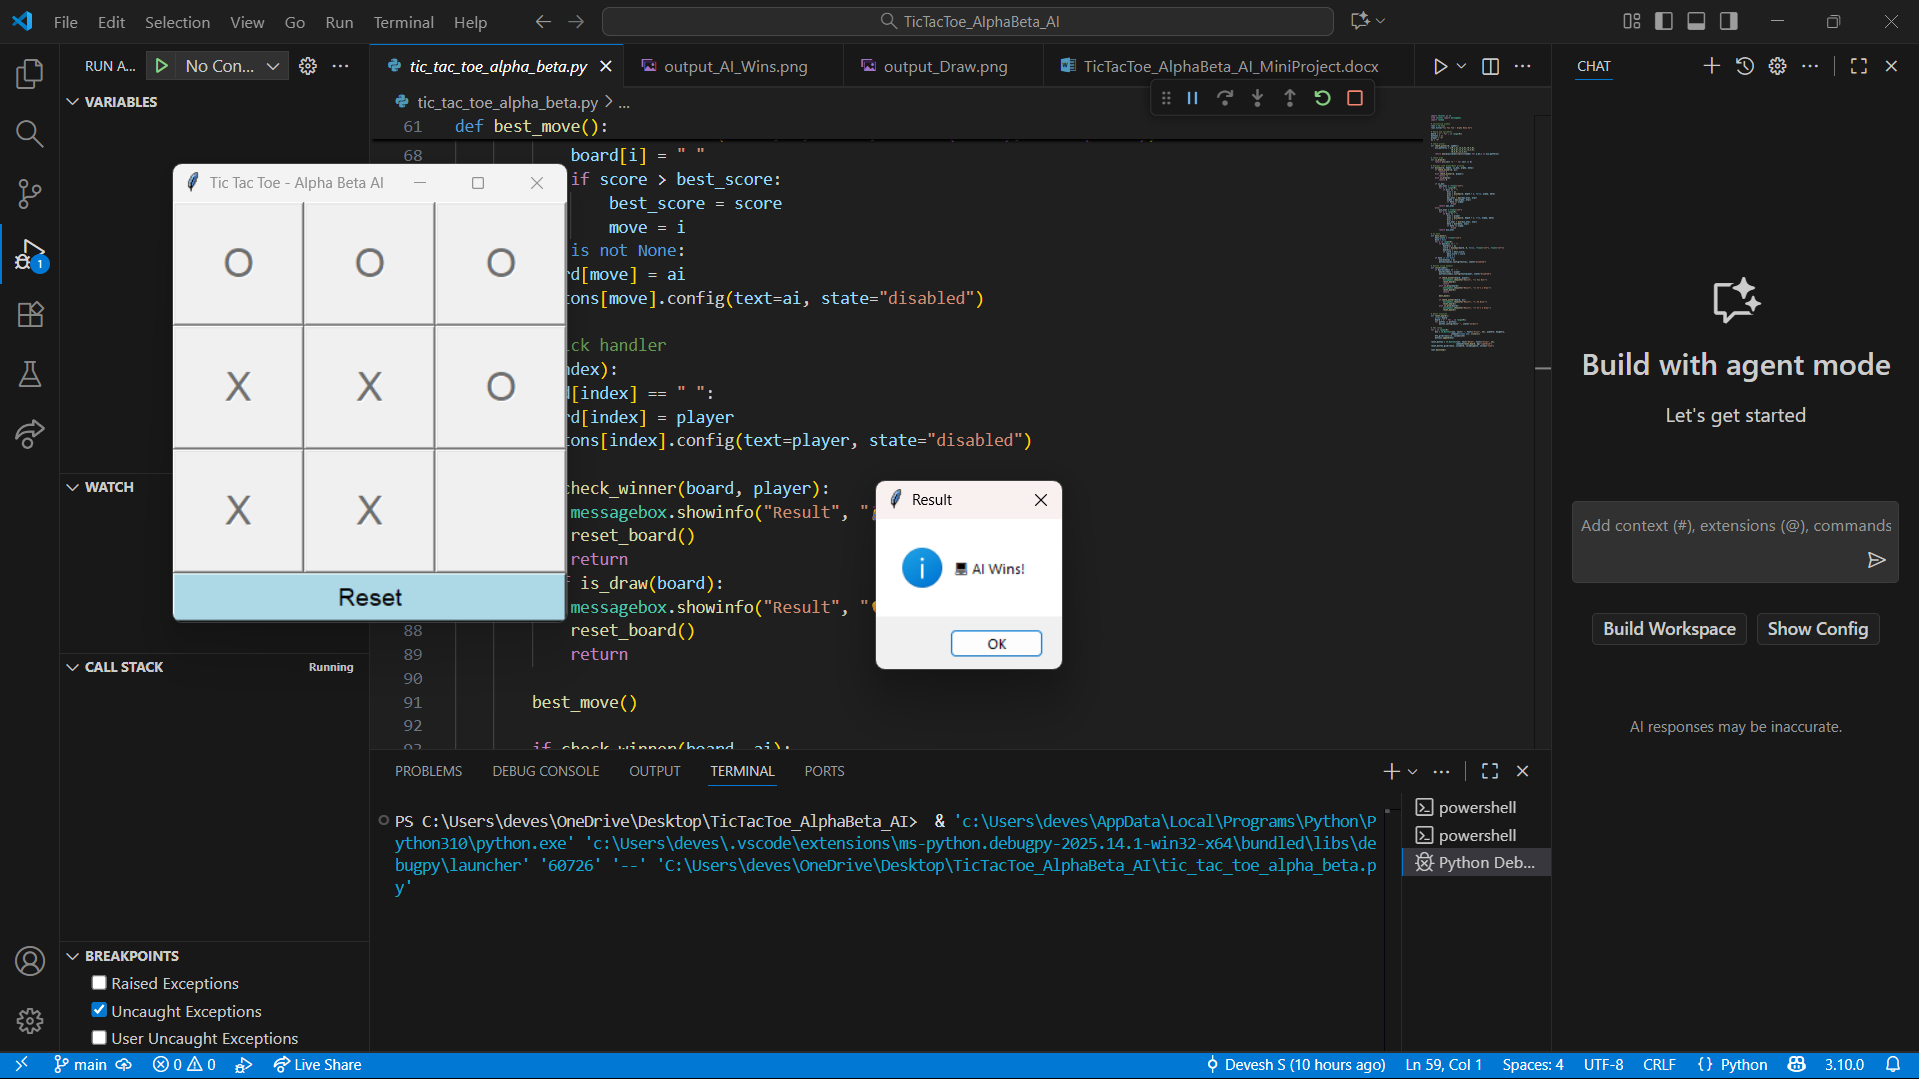 File Edit Selection View Go Run Terminal Help
TicTacToe_AlphaBeta_AI
RUN A... No Con...
tic_tac_toe_alpha_beta.py
output_AI_Wins.png
output_Draw.png
TicTacToe_AlphaBeta_AI_MiniProject.docx
CHAT
VARIABLES
tic_tac_toe_alpha_beta.py > ...
61 def best_move():
68 board[i] = " "
if score > best_score:
best_score = score
move = i
is not None:
rd[move] = ai
tons[move].config(text=ai, state="disabled")
ck handler
ndex):
d[index] == " ":
rd[index] = player
tons[index].config(text=player, state="disabled")
check_winner(board, player):
messagebox.showinfo("Result", "
reset_board()
return
f is_draw(board):
messagebox.showinfo("Result", "
88 reset_board()
89 return
90
91 best_move()
92
93 if check_winner(board, ai):
Tic Tac Toe - Alpha Beta AI
O O O
X X O
X X
Reset
Result
AI Wins!
OK
WATCH
CALL STACK Running
BREAKPOINTS
Raised Exceptions
Uncaught Exceptions
User Uncaught Exceptions
1
Build with agent mode
Let's get started
Add context (#), extensions (@), commands
Build Workspace Show Config
AI responses may be inaccurate.
PROBLEMS DEBUG CONSOLE OUTPUT TERMINAL PORTS
PS C:\Users\deves\OneDrive\Desktop\TicTacToe_AlphaBeta_AI> & 'c:\Users\deves\AppData\Local\Programs\Python\P
ython310\python.exe' 'c:\Users\deves\.vscode\extensions\ms-python.debugpy-2025.14.1-win32-x64\bundled\libs\de
bugpy\launcher' '60726' '--' 'C:\Users\deves\OneDrive\Desktop\TicTacToe_AlphaBeta_AI\tic_tac_toe_alpha_beta.p
y'
powershell
powershell
Python Deb...
main 0 0 Live Share
Devesh S (10 hours ago) Ln 59, Col 1 Spaces: 4 UTF-8 CRLF {} Python 3.10.0